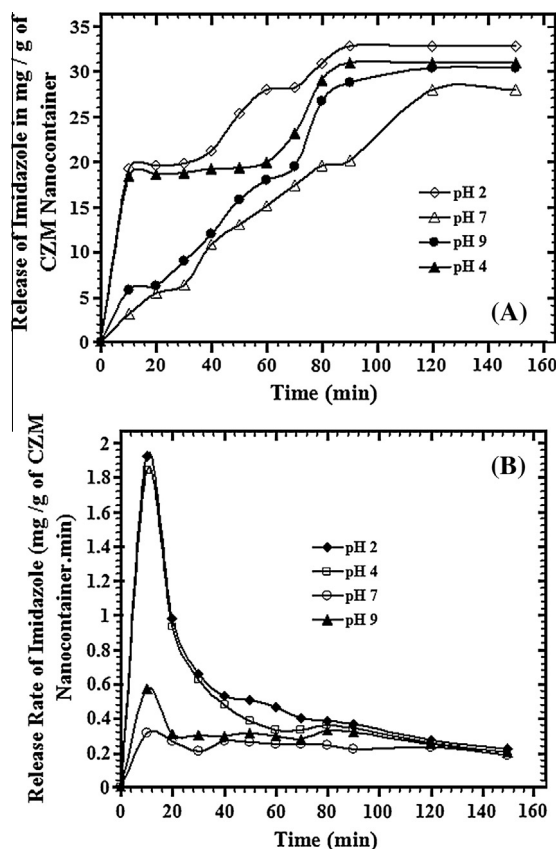 Release of Imidazole in mg / g of
CZM Nanocontainer
35
30
25
20
15
10
5
0
pH 2
pH 7
pH 9
pH 4
(A)
0 20 40 60 80 100 120 140 160
Time (min)
Release Rate of Imidazole (mg /g of CZM
Nanocontainer.min)
2
1.8
1.6
1.4
1.2
1
0.8
0.6
0.4
0.2
0
(B)
pH 2
pH 4
pH 7
pH 9
0 20 40 60 80 100 120 140 160
Time (min)